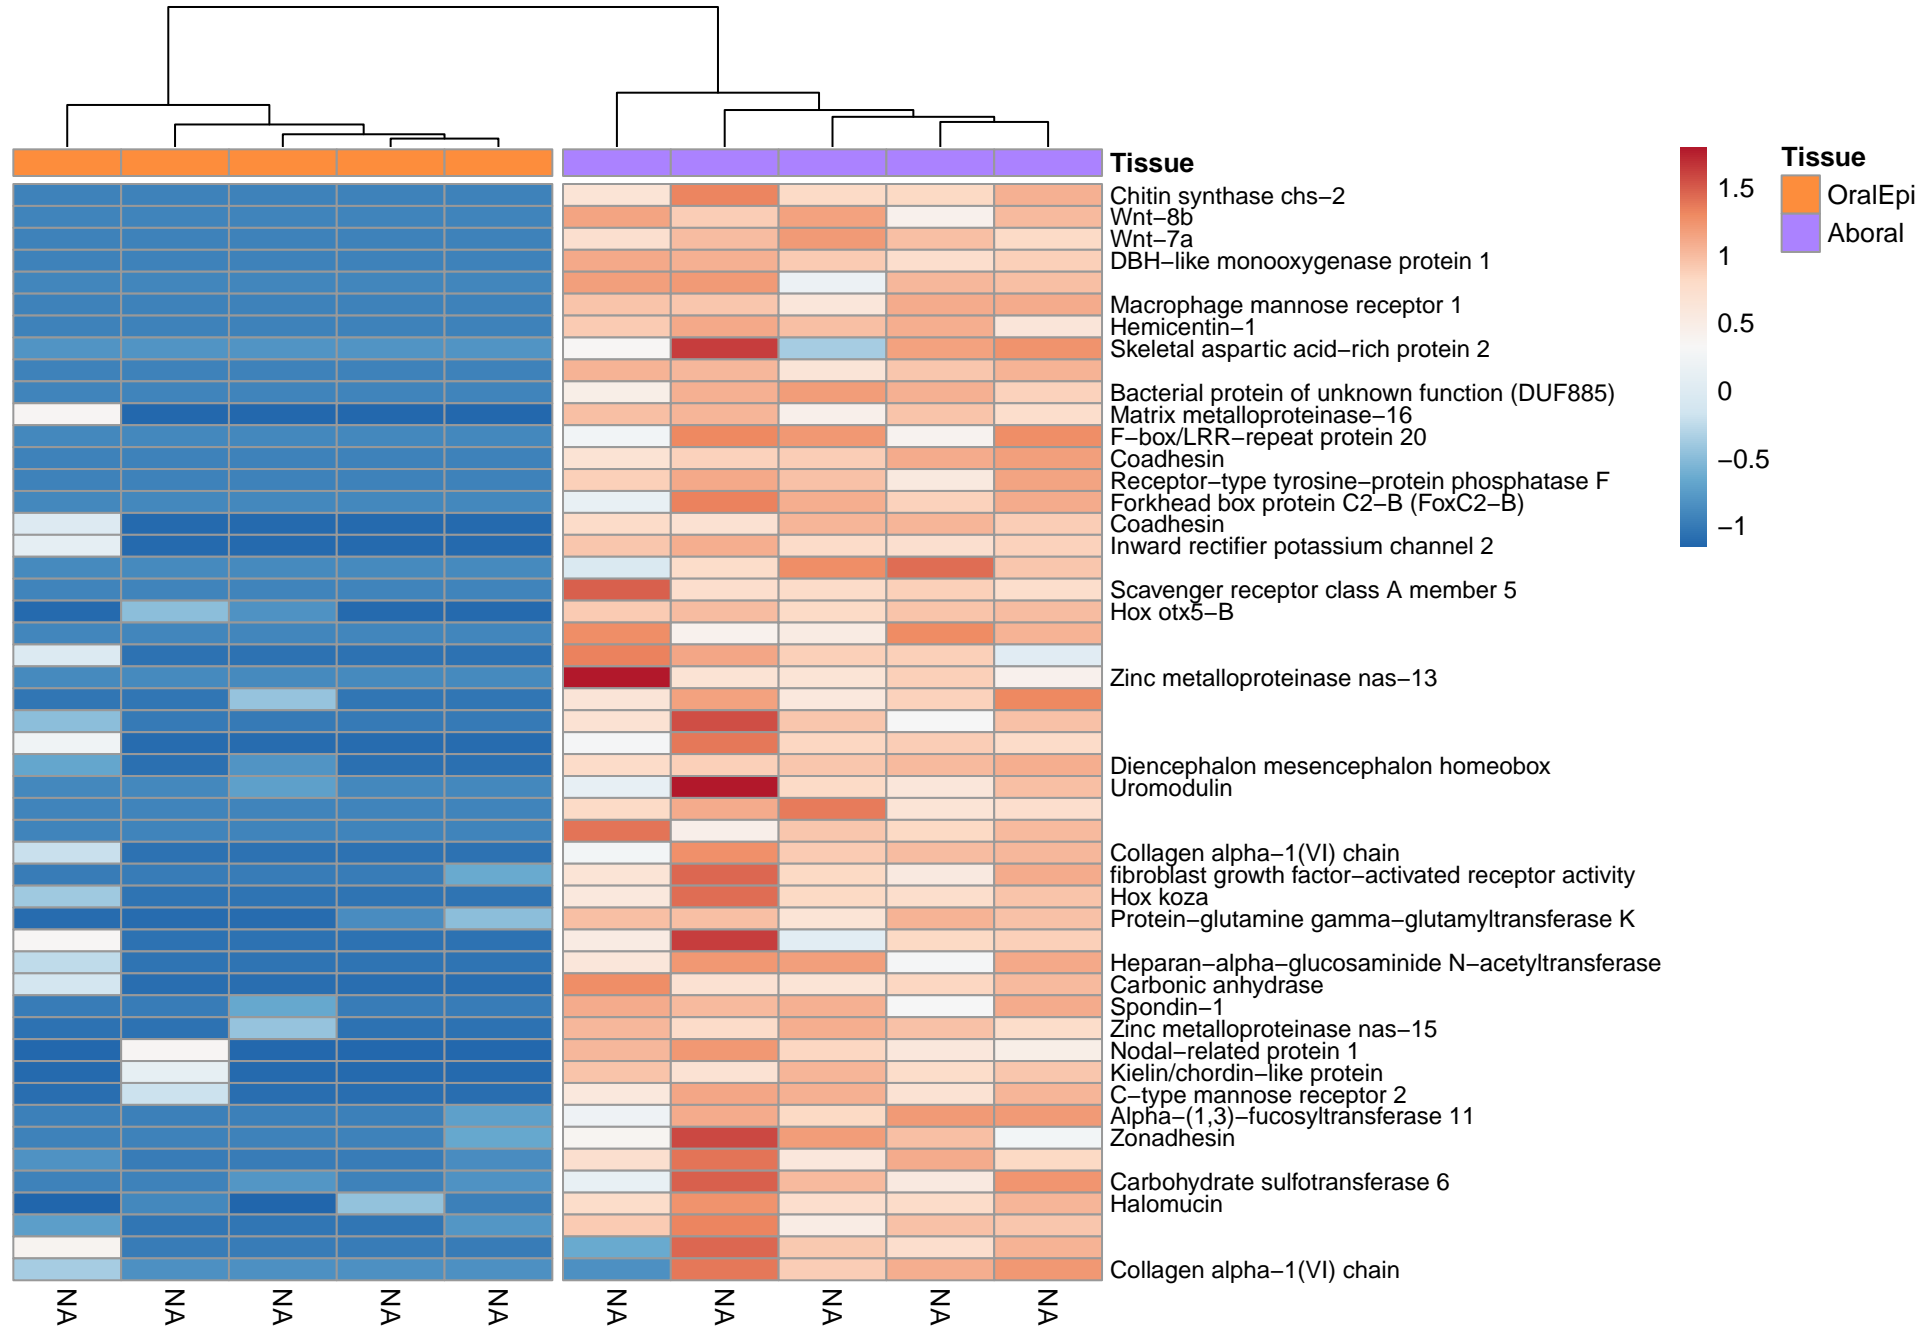 Tissue
Chitin synthase chs−2
Wnt−8b
Wnt−7a
DBH−like monooxygenase protein 1
Macrophage mannose receptor 1
Hemicentin−1
Skeletal aspartic acid−rich protein 2
Bacterial protein of unknown function (DUF885)
Matrix metalloproteinase−16
F−box/LRR−repeat protein 20
Coadhesin
Receptor−type tyrosine−protein phosphatase F
Forkhead box protein C2−B (FoxC2−B)
Coadhesin
Inward rectifier potassium channel 2
Scavenger receptor class A member 5
Hox otx5−B
Zinc metalloproteinase nas−13
Diencephalon mesencephalon homeobox
Uromodulin
Collagen alpha−1(VI) chain
fibroblast growth factor−activated receptor activity
Hox koza
Protein−glutamine gamma−glutamyltransferase K
Heparan−alpha−glucosaminide N−acetyltransferase
Carbonic anhydrase
Spondin−1
Zinc metalloproteinase nas−15
Nodal−related protein 1
Kielin/chordin−like protein
C−type mannose receptor 2
Alpha−(1,3)−fucosyltransferase 11
Zonadhesin
Carbohydrate sulfotransferase 6
Halomucin
Collagen alpha−1(VI) chain
NA
NA
NA
NA
NA
NA
NA
NA
NA
NA
1.5
1
0.5
0
−0.5
−1
Tissue
OralEpi
Aboral